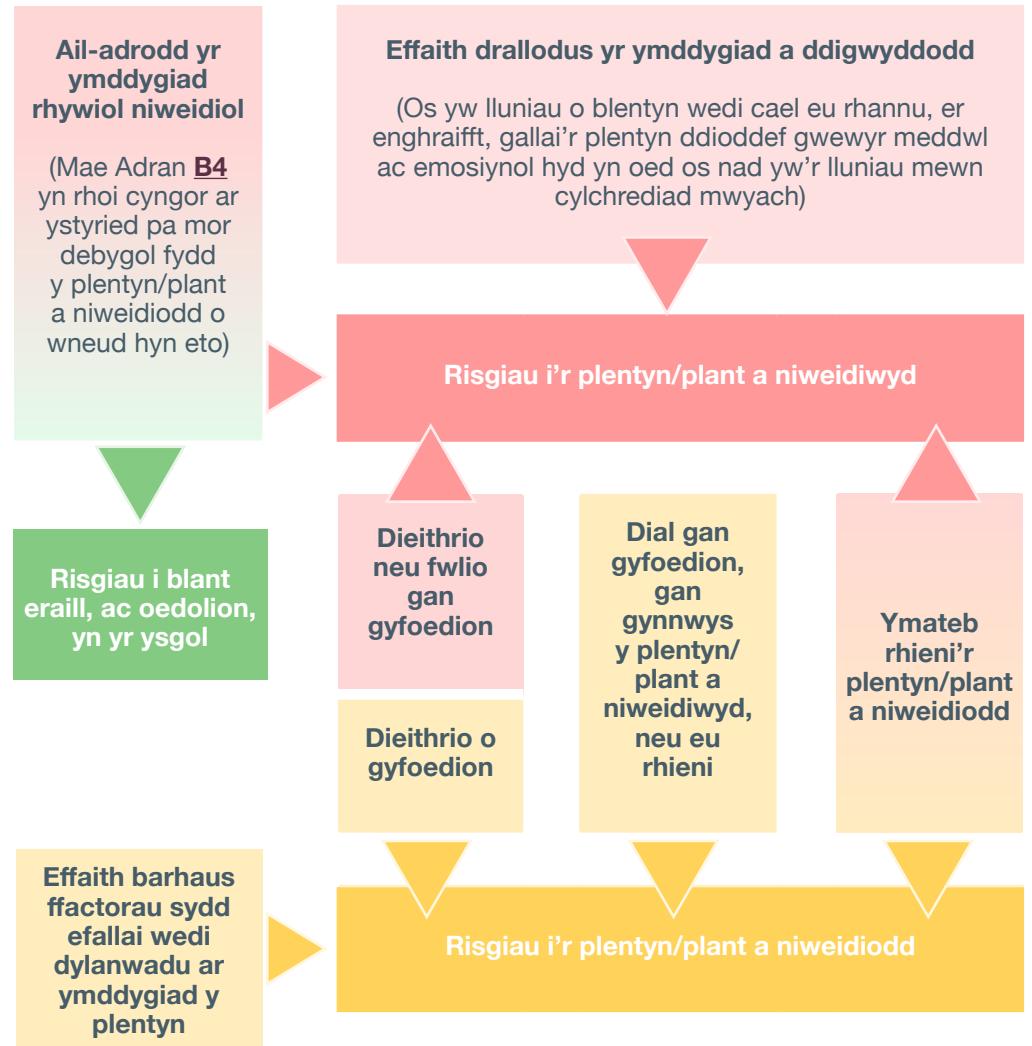 Ail-adrodd yr
ymddygiad
rhywiol niweidiol
(Mae Adran B4
yn rhoi cyngor ar
ystyried pa mor
debygol fydd
y plentyn/plant
a niweidiodd o
wneud hyn eto)
Effaith drallodus yr ymddygiad a ddigwyddodd
(Os yw lluniau o blentyn wedi cael eu rhannu, er
enghraifft, gallai’r plentyn ddioddef gwewyr meddwl
ac emosiynol hyd yn oed os nad yw’r lluniau mewn
cylchrediad mwyach)
Risgiau i’r plentyn/plant a niweidiwyd
Risgiau i blant
eraill, ac oedolion,
yn yr ysgol
Dieithrio
neu fwlio
gan
gyfoedion
Dieithrio o
gyfoedion
Dial gan
gyfoedion,
gan
gynnwys
y plentyn/
plant a
niweidiwyd,
neu eu
rhieni
Ymateb
rhieni’r
plentyn/plant
a niweidiodd
Effaith barhaus
ffactorau sydd
efallai wedi
dylanwadu ar
ymddygiad y
plentyn
Risgiau i’r plentyn/plant a niweidiodd